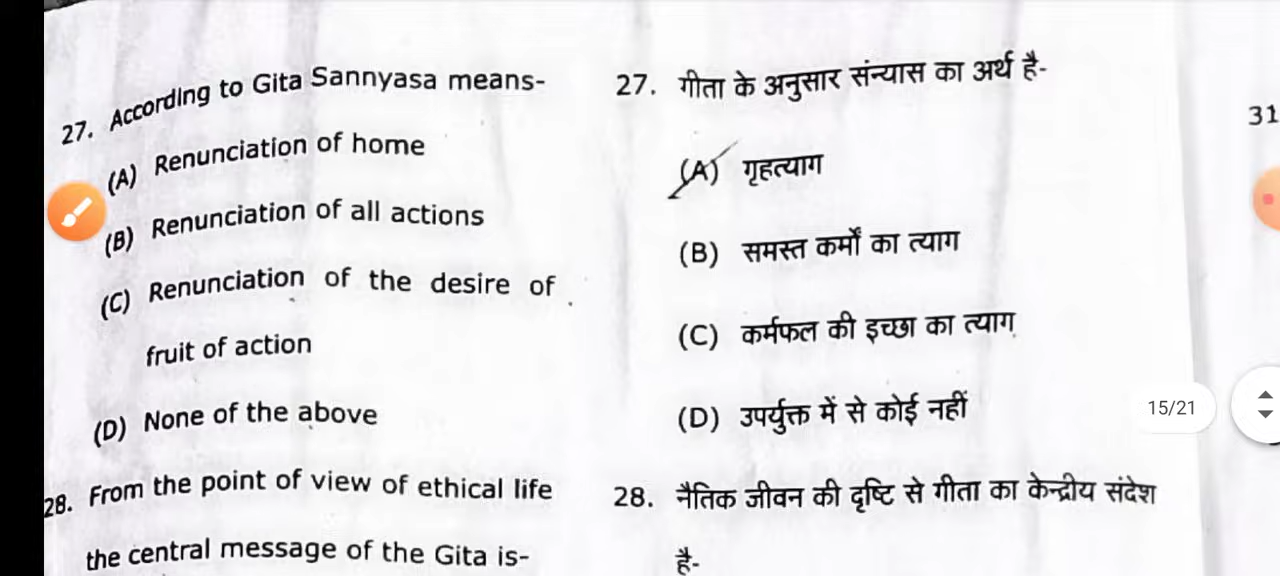 27. According to Gita Sannyasa means-
(A) Renunciation of home
(B) Renunciation of all actions
(C) Renunciation of the desire of
fruit of action
(D) None of the above
28. From the point of view of ethical life
the central message of the Gita is-
27. गीता के अनुसार संन्यास का अर्थ है-
(A) गृहत्याग
(B) समस्त कर्मों का त्याग
(C) कर्मफल की इच्छा का त्याग
(D) उपर्युक्त में से कोई नहीं
28. नैतिक जीवन की दृष्टि से गीता का केन्द्रीय संदेश
है-
31
15/21